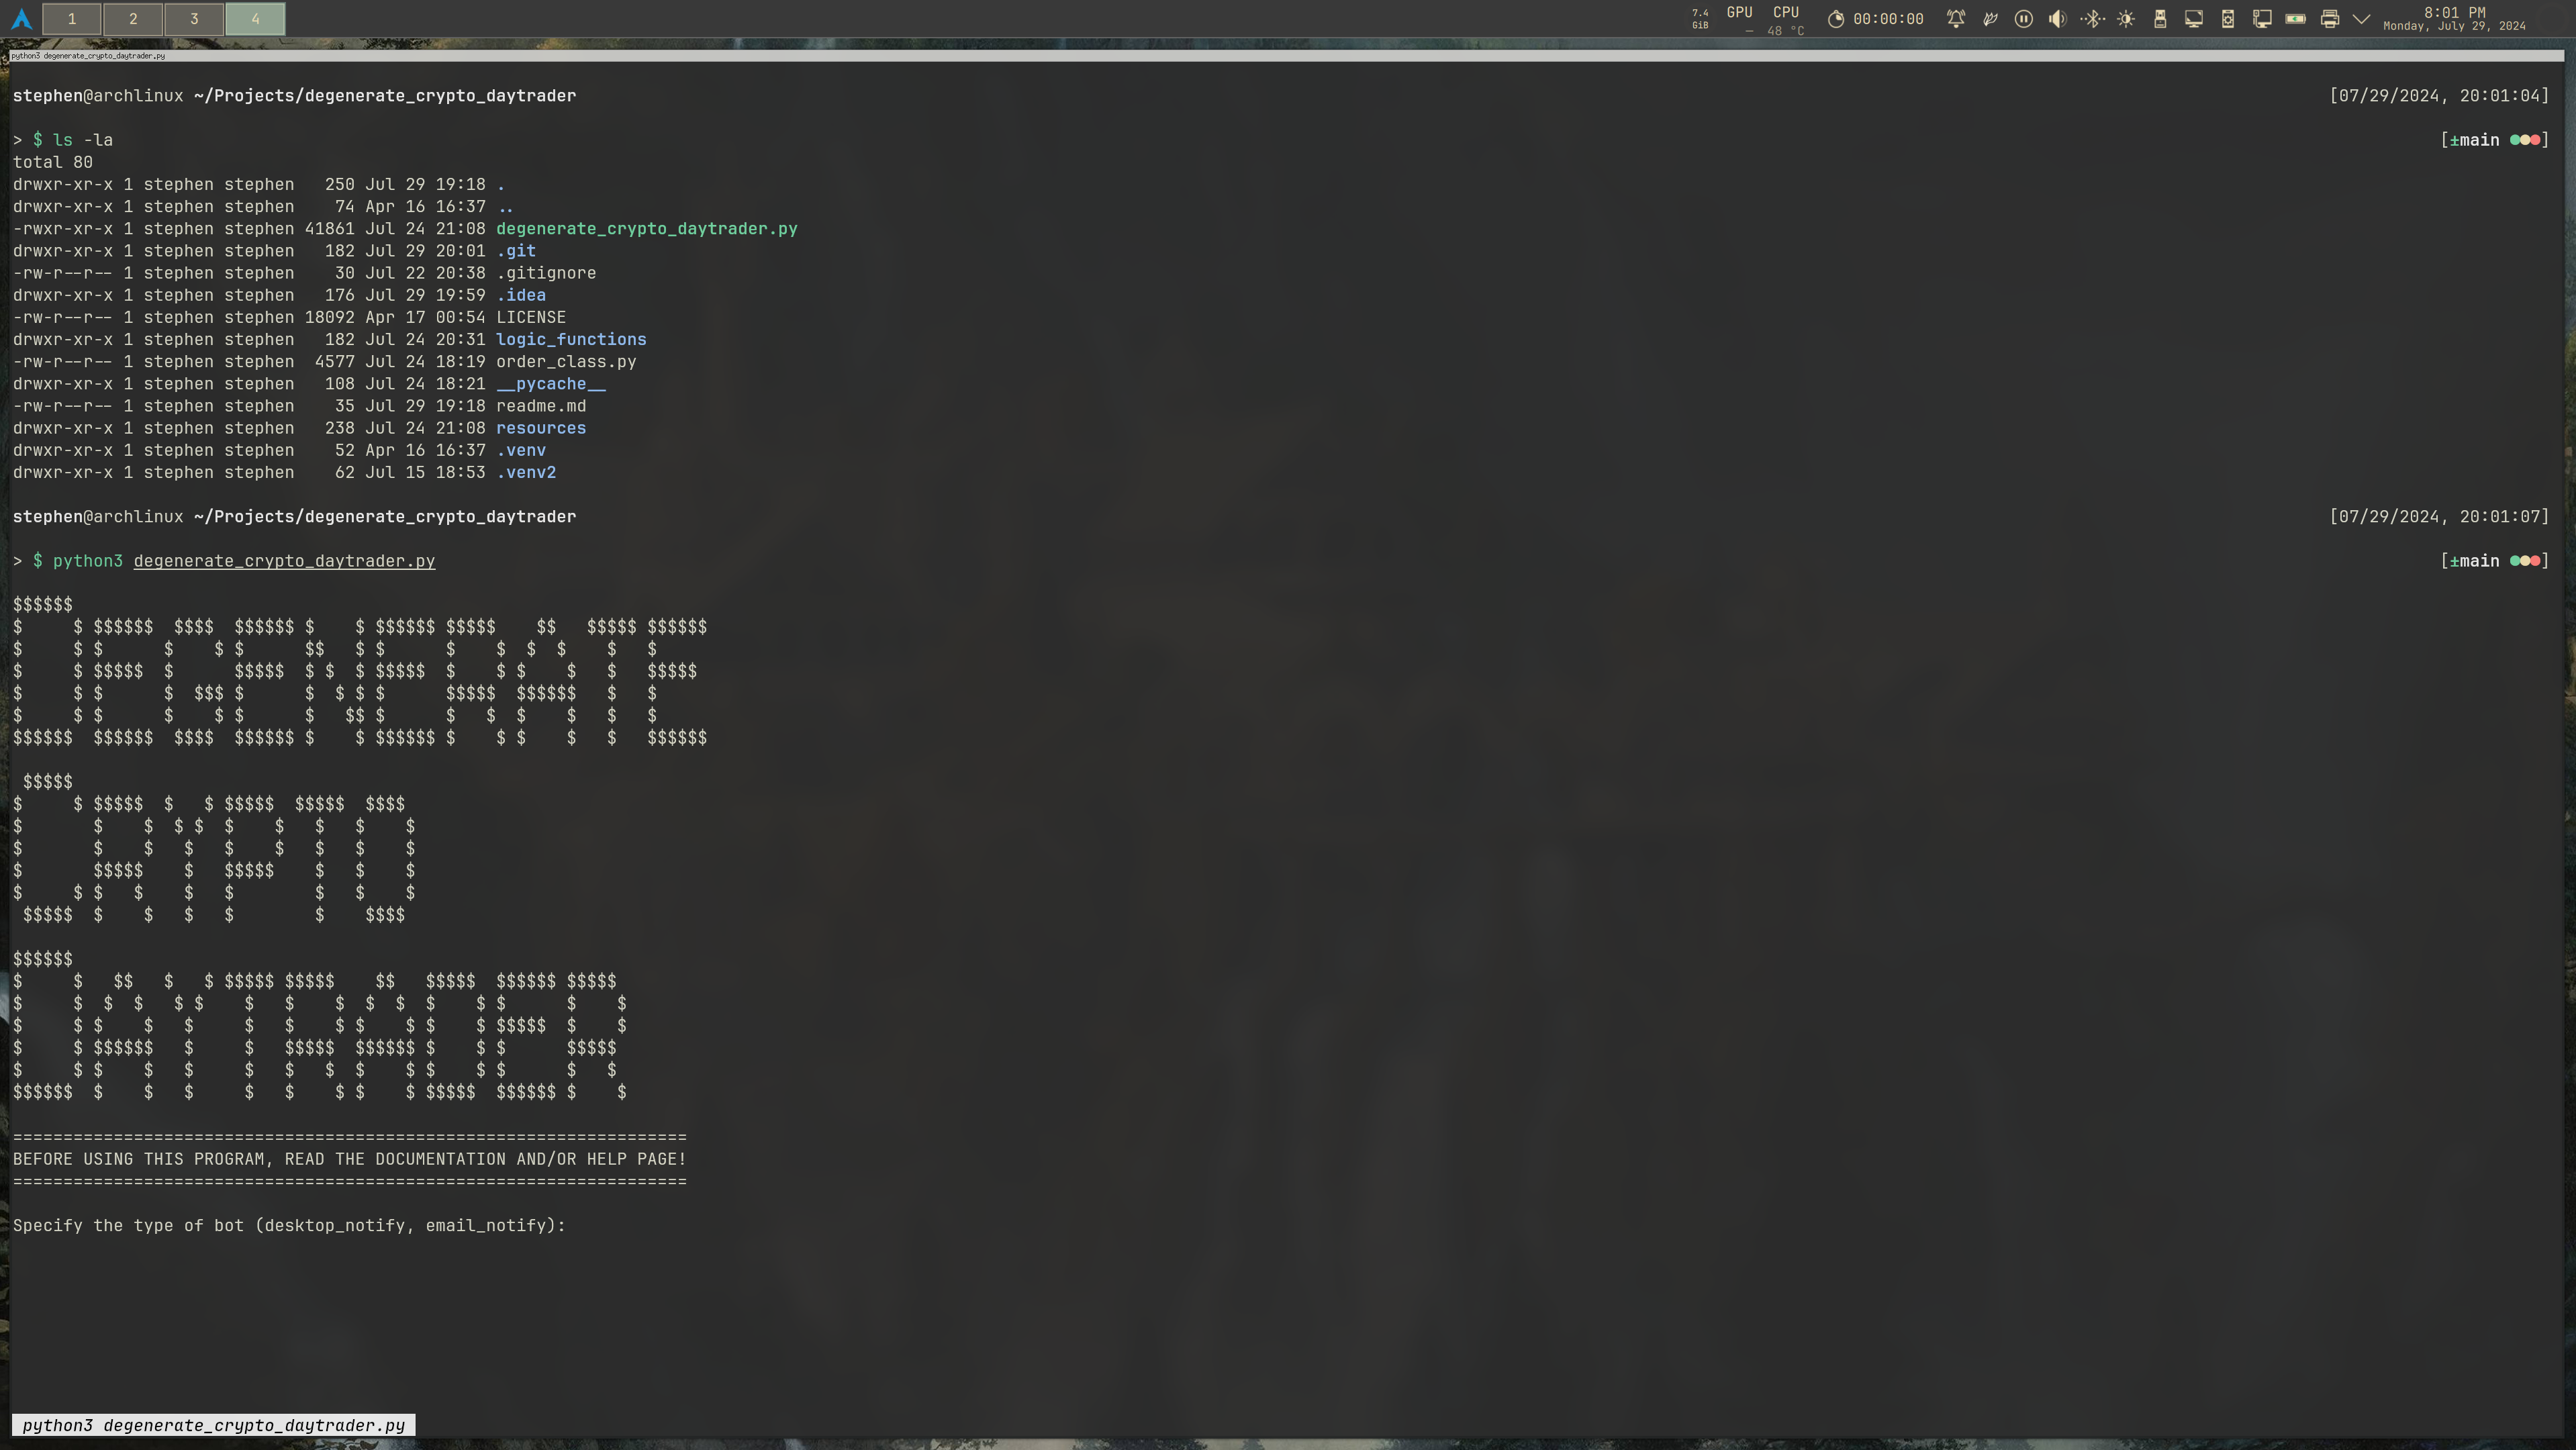 1 2 3 4 7.4 GiB GPU – CPU 48 °C 00:00:00 8:01 PM
Monday, July 29, 2024
python3 degenerate_crypto_daytrader.py
stephen@archlinux ~/Projects/degenerate_crypto_daytrader [07/29/2024, 20:01:04]
> $ ls -la [±main ●●●]
total 80
drwxr-xr-x 1 stephen stephen   250 Jul 29 19:18 .
drwxr-xr-x 1 stephen stephen    74 Apr 16 16:37 ..
-rwxr-xr-x 1 stephen stephen 41861 Jul 24 21:08 degenerate_crypto_daytrader.py
drwxr-xr-x 1 stephen stephen   182 Jul 29 20:01 .git
-rw-r--r-- 1 stephen stephen    30 Jul 22 20:38 .gitignore
drwxr-xr-x 1 stephen stephen   176 Jul 29 19:59 .idea
-rw-r--r-- 1 stephen stephen 18092 Apr 17 00:54 LICENSE
drwxr-xr-x 1 stephen stephen   182 Jul 24 20:31 logic_functions
-rw-r--r-- 1 stephen stephen  4577 Jul 24 18:19 order_class.py
drwxr-xr-x 1 stephen stephen   108 Jul 24 18:21 __pycache__
-rw-r--r-- 1 stephen stephen    35 Jul 29 19:18 readme.md
drwxr-xr-x 1 stephen stephen   238 Jul 24 21:08 resources
drwxr-xr-x 1 stephen stephen    52 Apr 16 16:37 .venv
drwxr-xr-x 1 stephen stephen    62 Jul 15 18:53 .venv2
stephen@archlinux ~/Projects/degenerate_crypto_daytrader [07/29/2024, 20:01:07]
> $ python3 degenerate_crypto_daytrader.py [±main ●●●]
DEGENERATE
CRYPTO
DAYTRADER
===================================================================
BEFORE USING THIS PROGRAM, READ THE DOCUMENTATION AND/OR HELP PAGE!
===================================================================
Specify the type of bot (desktop_notify, email_notify):
python3 degenerate_crypto_daytrader.py